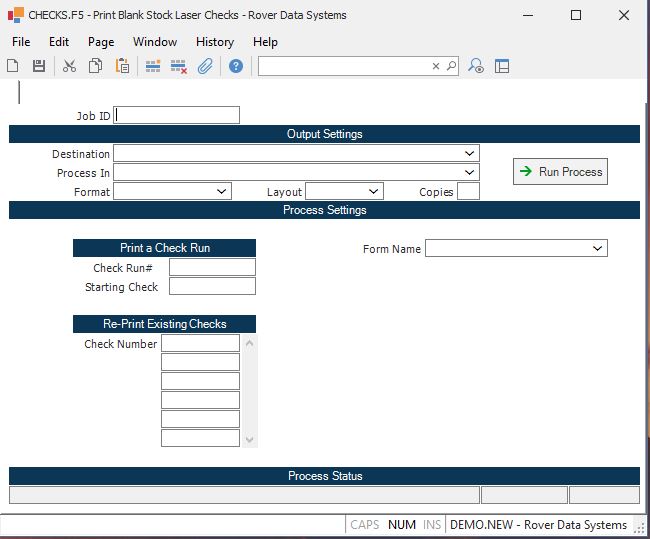 CHECKS.F5 - Print Blank Stock Laser Checks - Rover Data Systems
File Edit Page Window History Help
Job ID
Output Settings
Destination
Process In
Run Process
Format Layout Copies
Process Settings
Print a Check Run
Form Name
Check Run#
Starting Check
Re-Print Existing Checks
Check Number
Process Status
CAPS NUM INS DEMO.NEW - Rover Data Systems